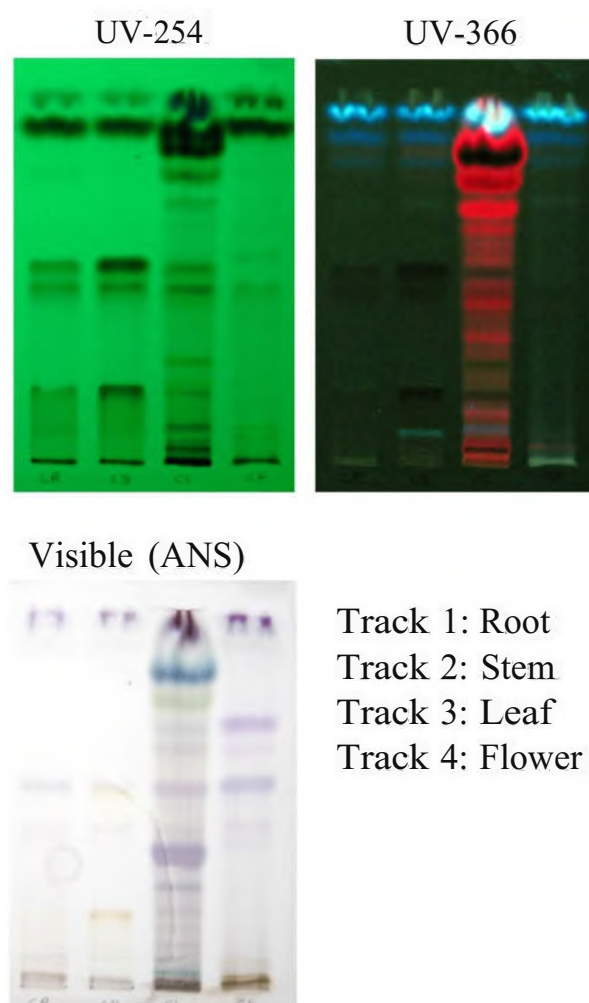 UV-254
UV-366
Visible (ANS)
Track 1: Root
Track 2: Stem
Track 3: Leaf
Track 4: Flower